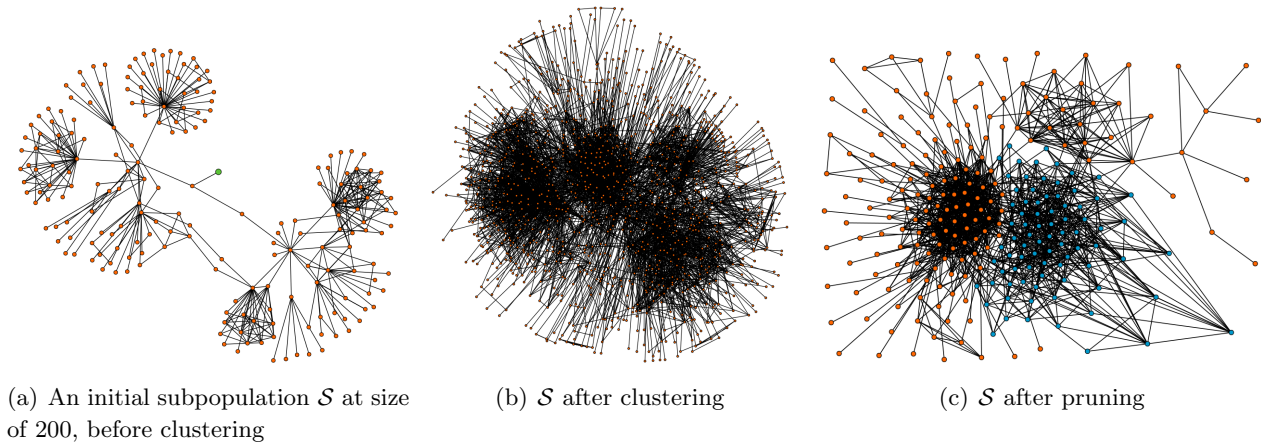 (a) An initial subpopulation 𝒮 at size
of 200, before clustering
(b) 𝒮 after clustering
(c) 𝒮 after pruning